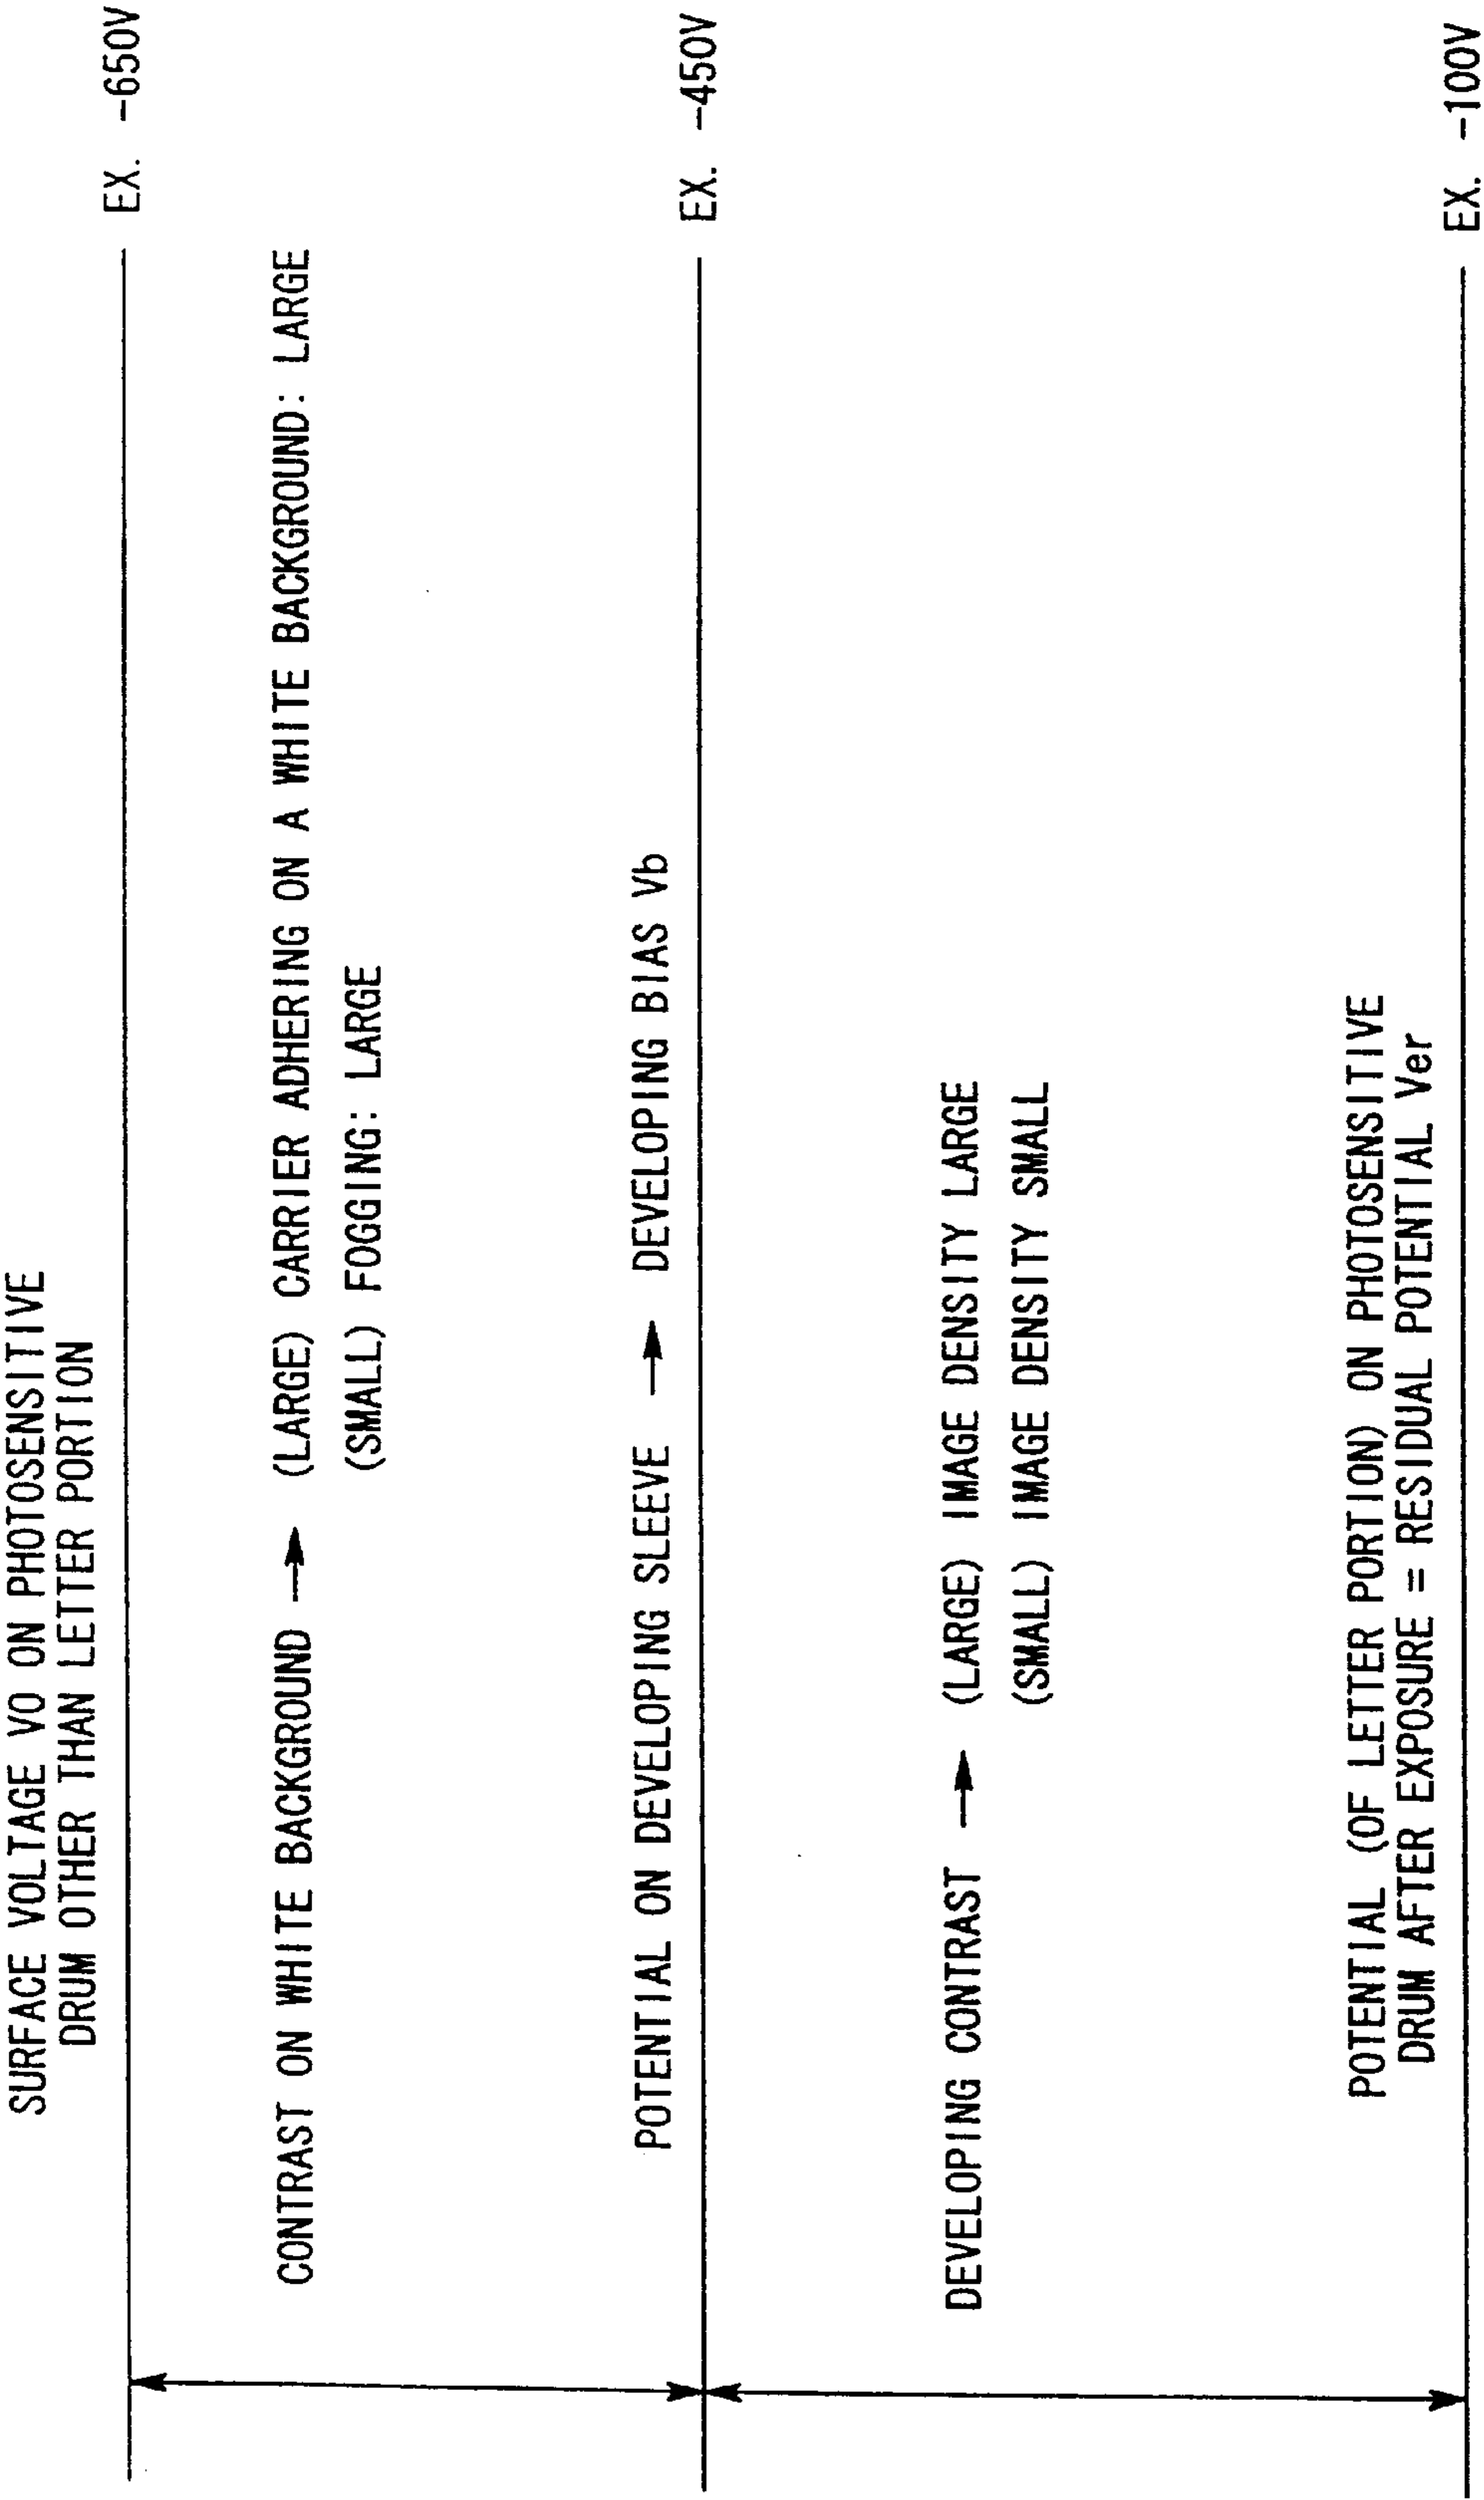 SURFACE VOLTAGE VO ON PHOTOSENSITIVE
DRUM OTHER THAN LETTER PORTION
EX. -650V
CONTRAST ON WHITE BACKGROUND → (LARGE) CARRIER ADHERING ON A WHITE BACKGROUND: LARGE
(SMALL) FOGGING: LARGE
POTENTIAL ON DEVELOPING SLEEVE → DEVELOPING BIAS Vb
EX. -450V
DEVELOPING CONTRAST → (LARGE) IMAGE DENSITY LARGE
(SMALL) IMAGE DENSITY SMALL
POTENTIAL (OF LETTER PORTION) ON PHOTOSENSITIVE
DRUM AFTER EXPOSURE = RESIDUAL POTENTIAL Ver
EX. -100V